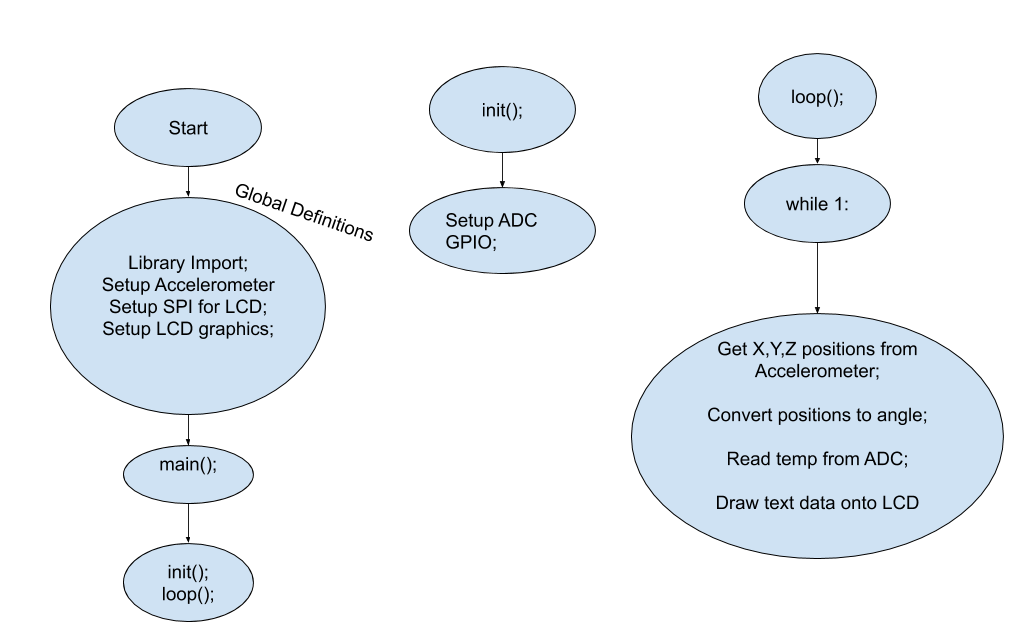 Start
Global Definitions
Library Import;
Setup Accelerometer
Setup SPI for LCD;
Setup LCD graphics;
main();
init();
loop();
init();
Setup ADC
GPIO;
loop();
while 1:
Get X,Y,Z positions from
Accelerometer;
Convert positions to angle;
Read temp from ADC;
Draw text data onto LCD